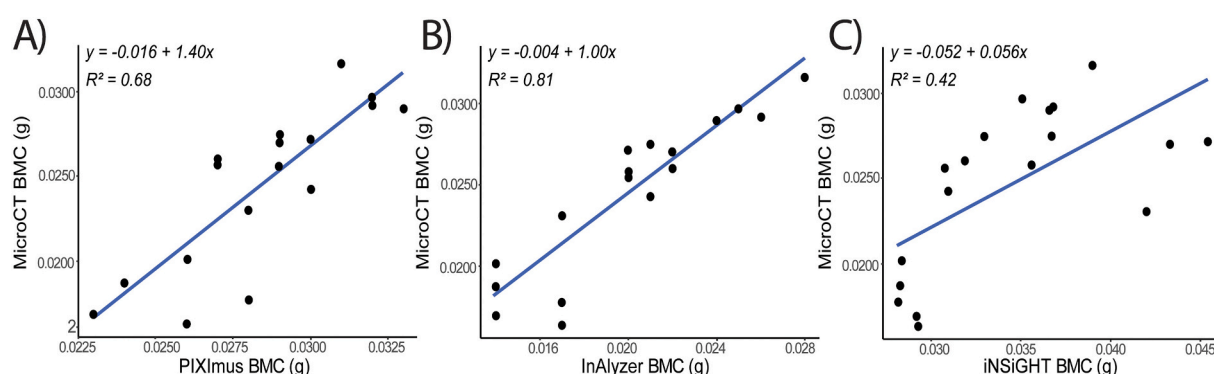 A)
y = -0.016 + 1.40x
R² = 0.68
MicroCT BMC (g)
0.0300
0.0250
0.0200
2
0.0225 0.0250 0.0275 0.0300 0.0325
PIXImus BMC (g)
B)
y = -0.004 + 1.00x
R² = 0.81
MicroCT BMC (g)
0.0300
0.0250
0.0200
0.016 0.020 0.024 0.028
InAlyzer BMC (g)
C)
y = -0.052 + 0.056x
R² = 0.42
MicroCT BMC (g)
0.0300
0.0250
0.0200
0.030 0.035 0.040 0.045
iNSiGHT BMC (g)